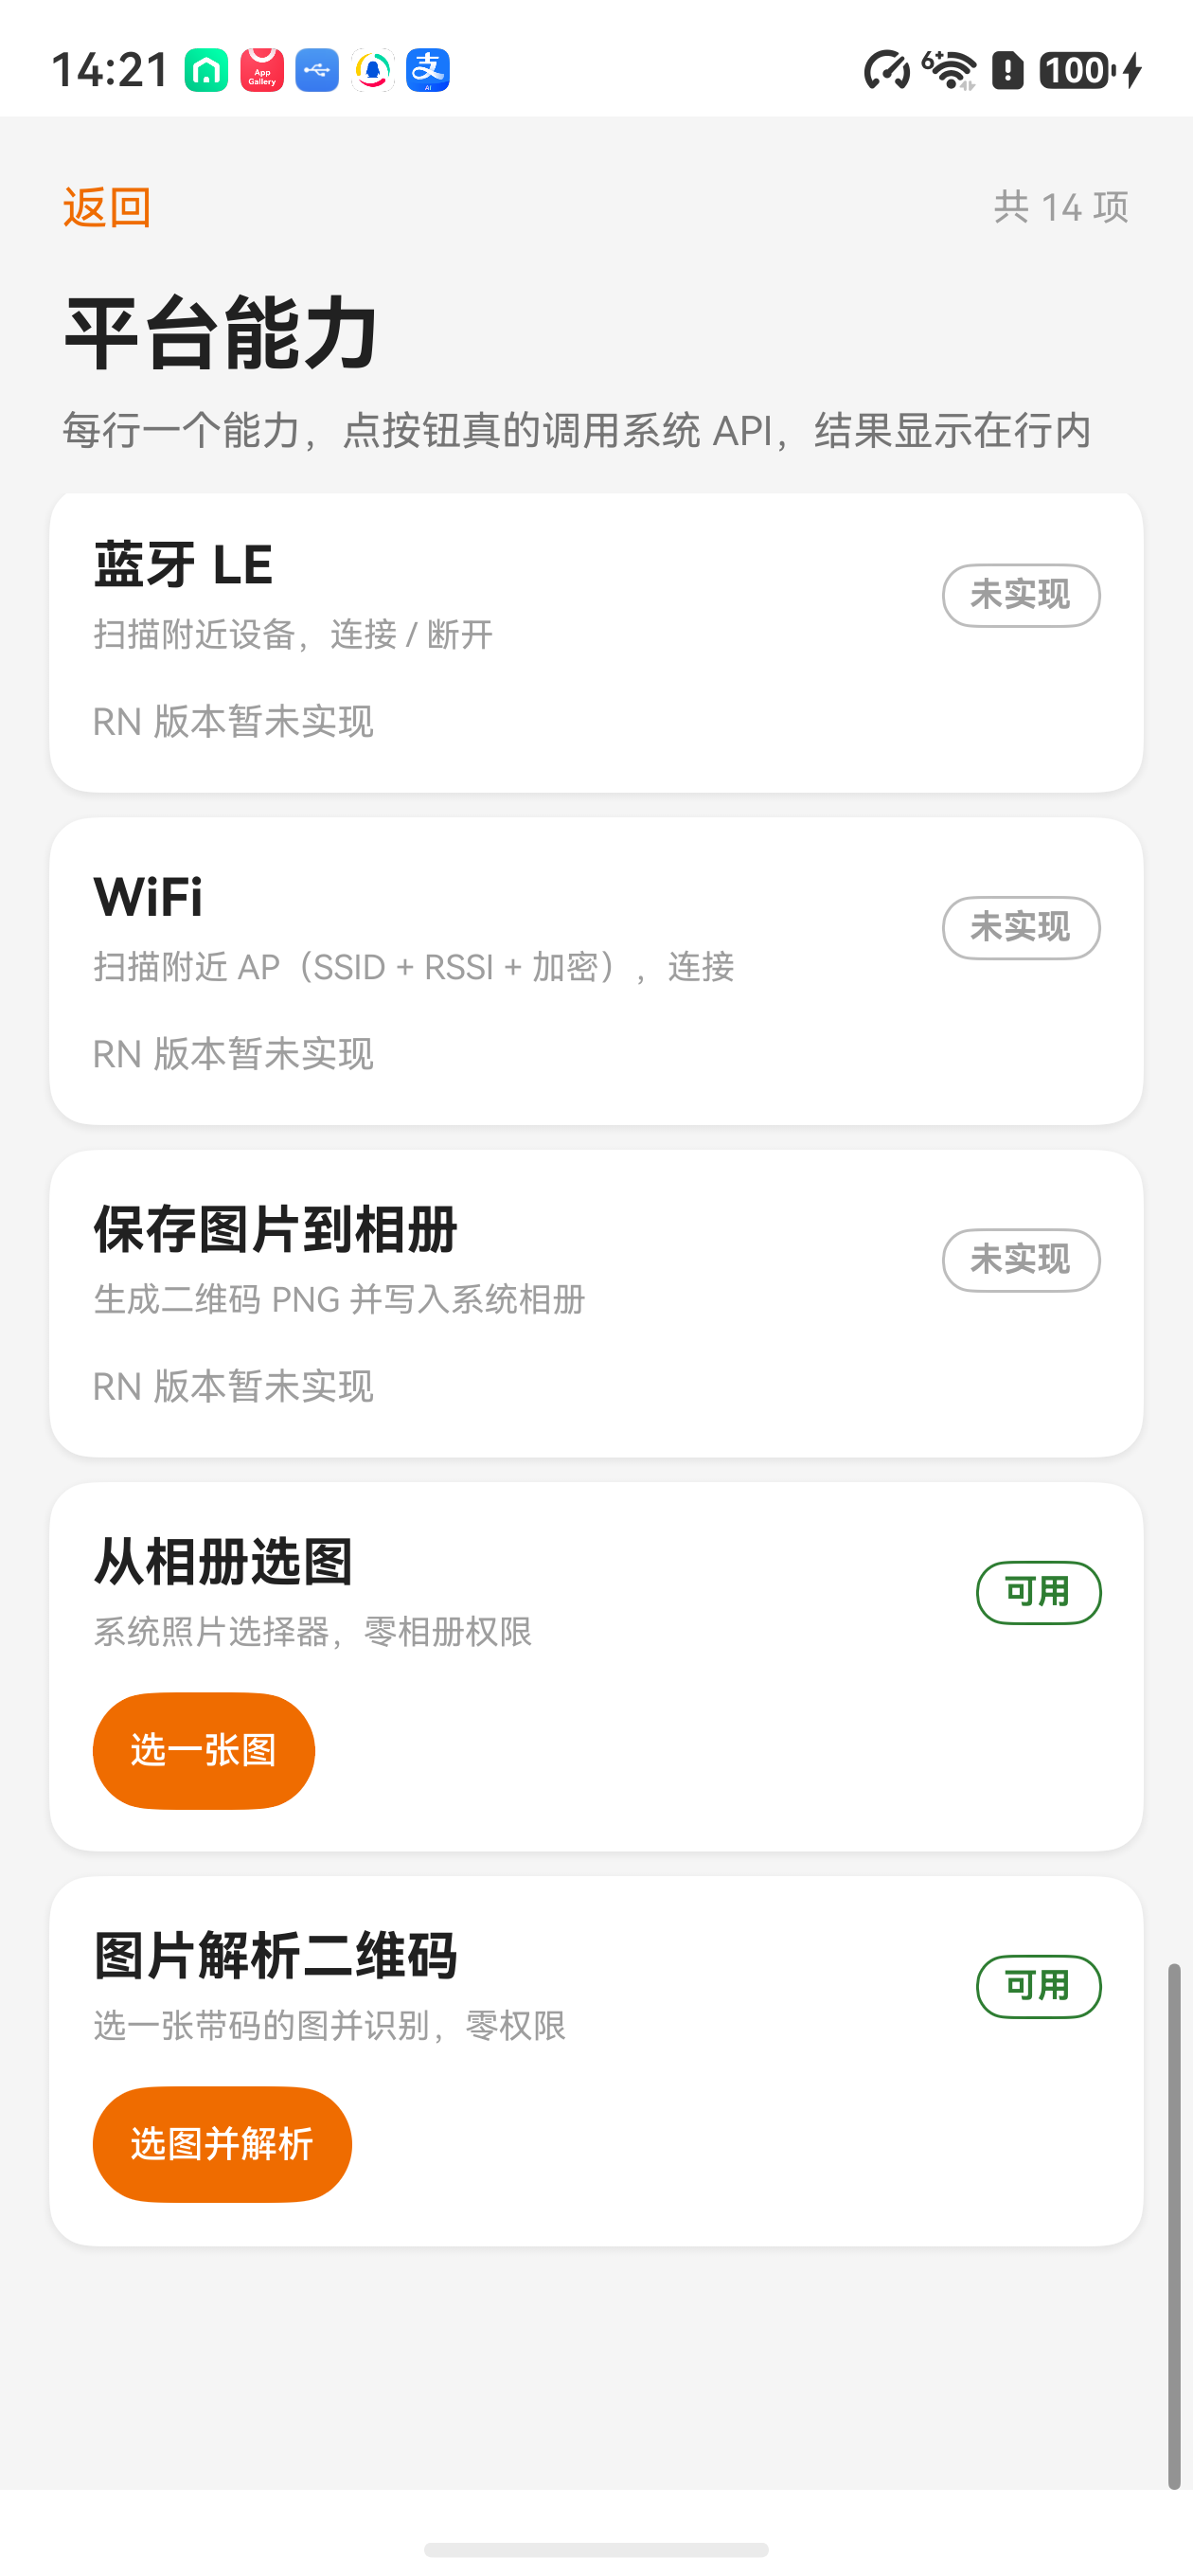 14:21
App
Gallery
支
AI
6+
100
返回
共 14 项
平台能力
每行一个能力，点按钮真的调用系统 API，结果显示在行内
蓝牙 LE
未实现
扫描附近设备，连接 / 断开
RN 版本暂未实现
WiFi
未实现
扫描附近 AP（SSID + RSSI + 加密），连接
RN 版本暂未实现
保存图片到相册
未实现
生成二维码 PNG 并写入系统相册
RN 版本暂未实现
从相册选图
可用
系统照片选择器，零相册权限
选一张图
图片解析二维码
可用
选一张带码的图并识别，零权限
选图并解析